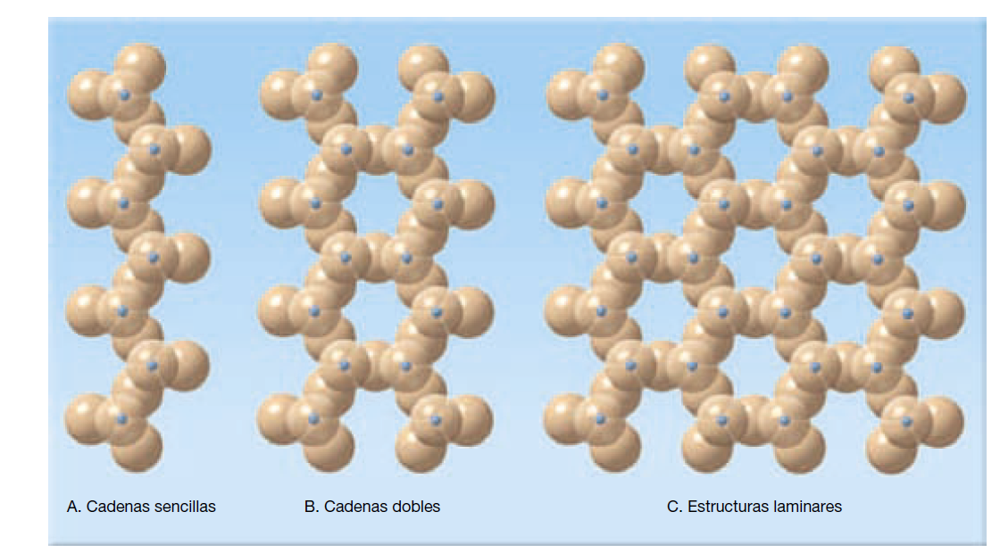 A. Cadenas sencillas
B. Cadenas dobles
C. Estructuras laminares